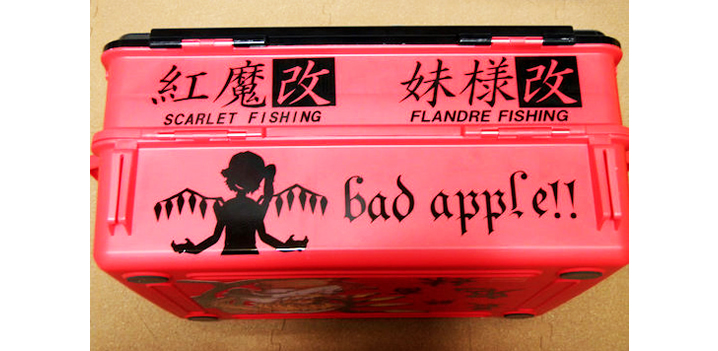 紅魔改 妹様改
SCARLET FISHING FLANDRE FISHING
bad apple!!